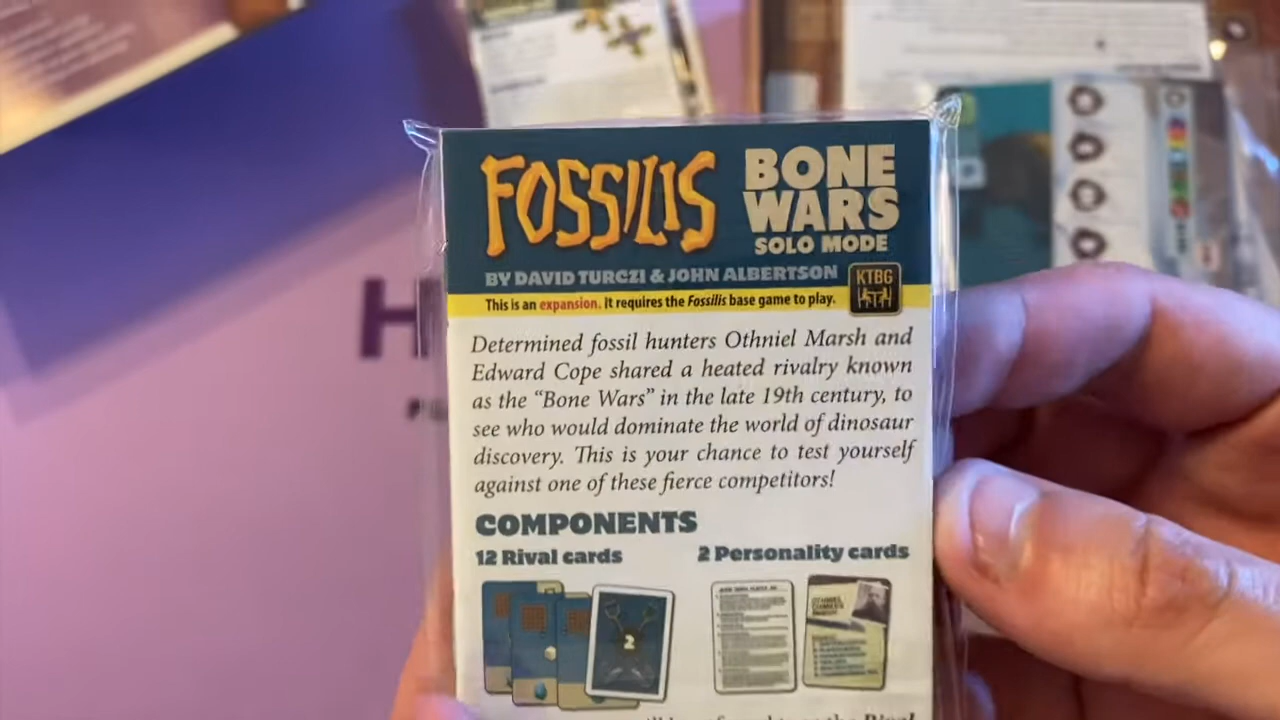 FOSSILIS
BONE
WARS
SOLO MODE
BY DAVID TURCZI & JOHN ALBERTSON
KTBG
This is an expansion. It requires the Fossilis base game to play.
Determined fossil hunters Othniel Marsh and
Edward Cope shared a heated rivalry known
as the “Bone Wars” in the late 19th century, to
see who would dominate the world of dinosaur
discovery. This is your chance to test yourself
against one of these fierce competitors!
COMPONENTS
12 Rival cards
2 Personality cards
2
H